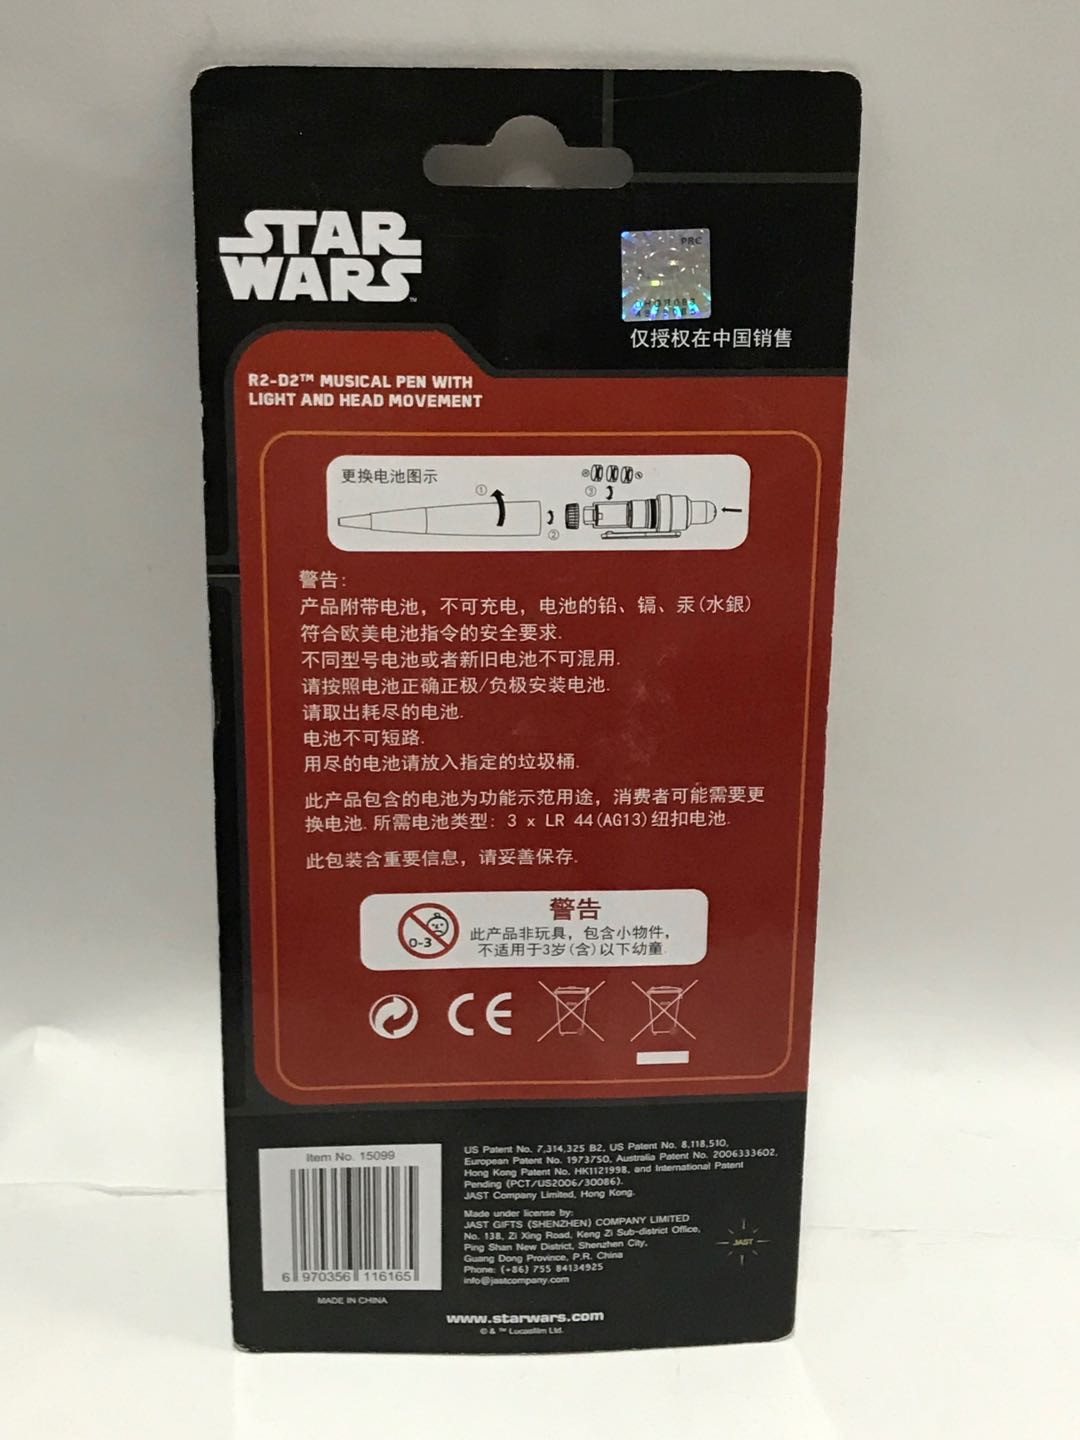 STAR
WARS™
PRC
仅授权在中国销售
R2-D2™ MUSICAL PEN WITH
LIGHT AND HEAD MOVEMENT
更换电池图示
①
②
③
警告:
产品附带电池，不可充电，电池的铅、镉、汞(水銀)
符合欧美电池指令的安全要求.
不同型号电池或者新旧电池不可混用.
请按照电池正确正极/负极安装电池.
请取出耗尽的电池.
电池不可短路.
用尽的电池请放入指定的垃圾桶.
此产品包含的电池为功能示范用途，消费者可能需要更
换电池.所需电池类型: 3 x LR 44(AG13)纽扣电池.
此包装含重要信息，请妥善保存.
0-3
警告
此产品非玩具，包含小物件，
不适用于3岁(含)以下幼童.
CE
Item No. 15099
6 970356 116165
MADE IN CHINA
US Patent No. 7,314,325 B2, US Patent No. 8,118,510,
European Patent No. 1973750, Australia Patent No. 2006333602,
Hong Kong Patent No. HK1121998, and International Patent
Pending (PCT/US2006/30086).
JAST Company Limited, Hong Kong.
Made under license by:
JAST GIFTS (SHENZHEN) COMPANY LIMITED
No. 138, Zi Xing Road, Keng Zi Sub-district Office,
Ping Shan New District, Shenzhen City,
Guang Dong Province, P.R. China
Phone: (+86) 755 84134925
info@jastcompany.com
JAST
www.starwars.com
© & ™ Lucasfilm Ltd.